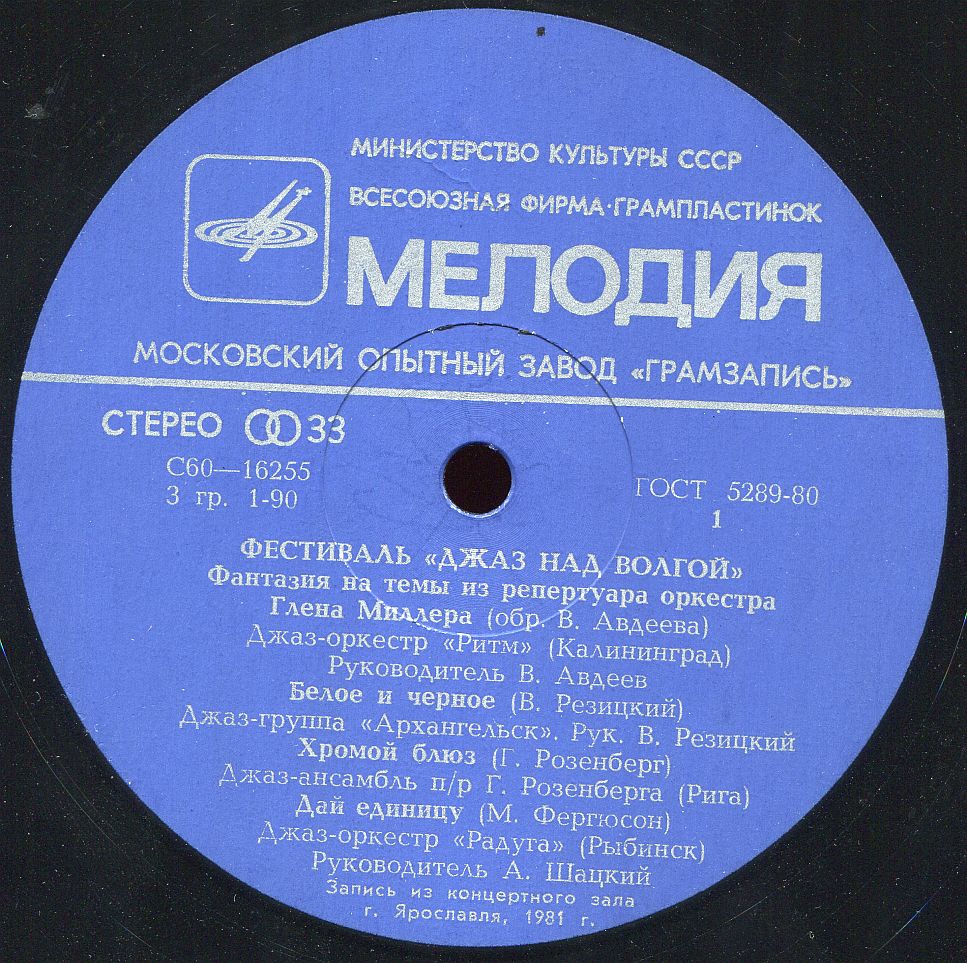 МИНИСТЕРСТВО КУЛЬТУРЫ СССР
ВСЕСОЮЗНАЯ ФИРМА·ГРАМПЛАСТИНОК
МЕЛОДИЯ
МОСКОВСКИЙ ОПЫТНЫЙ ЗАВОД «ГРАМЗАПИСЬ»
СТЕРЕО 33
С60—16255
3 гр. 1-90
ГОСТ 5289-80
1
ФЕСТИВАЛЬ «ДЖАЗ НАД ВОЛГОЙ»
Фантазия на темы из репертуара оркестра
Глена Миллера (обр. В. Авдеева)
Джаз-оркестр «Ритм» (Калининград)
Руководитель В. Авдеев
Белое и черное (В. Резицкий)
Джаз-группа «Архангельск». Рук. В. Резицкий
Хромой блюз (Г. Розенберг)
Джаз-ансамбль п/р Г. Розенберга (Рига)
Дай единицу (М. Фергюсон)
Джаз-оркестр «Радуга» (Рыбинск)
Руководитель А. Шацкий
Запись из концертного зала
г. Ярославля, 1981 г.